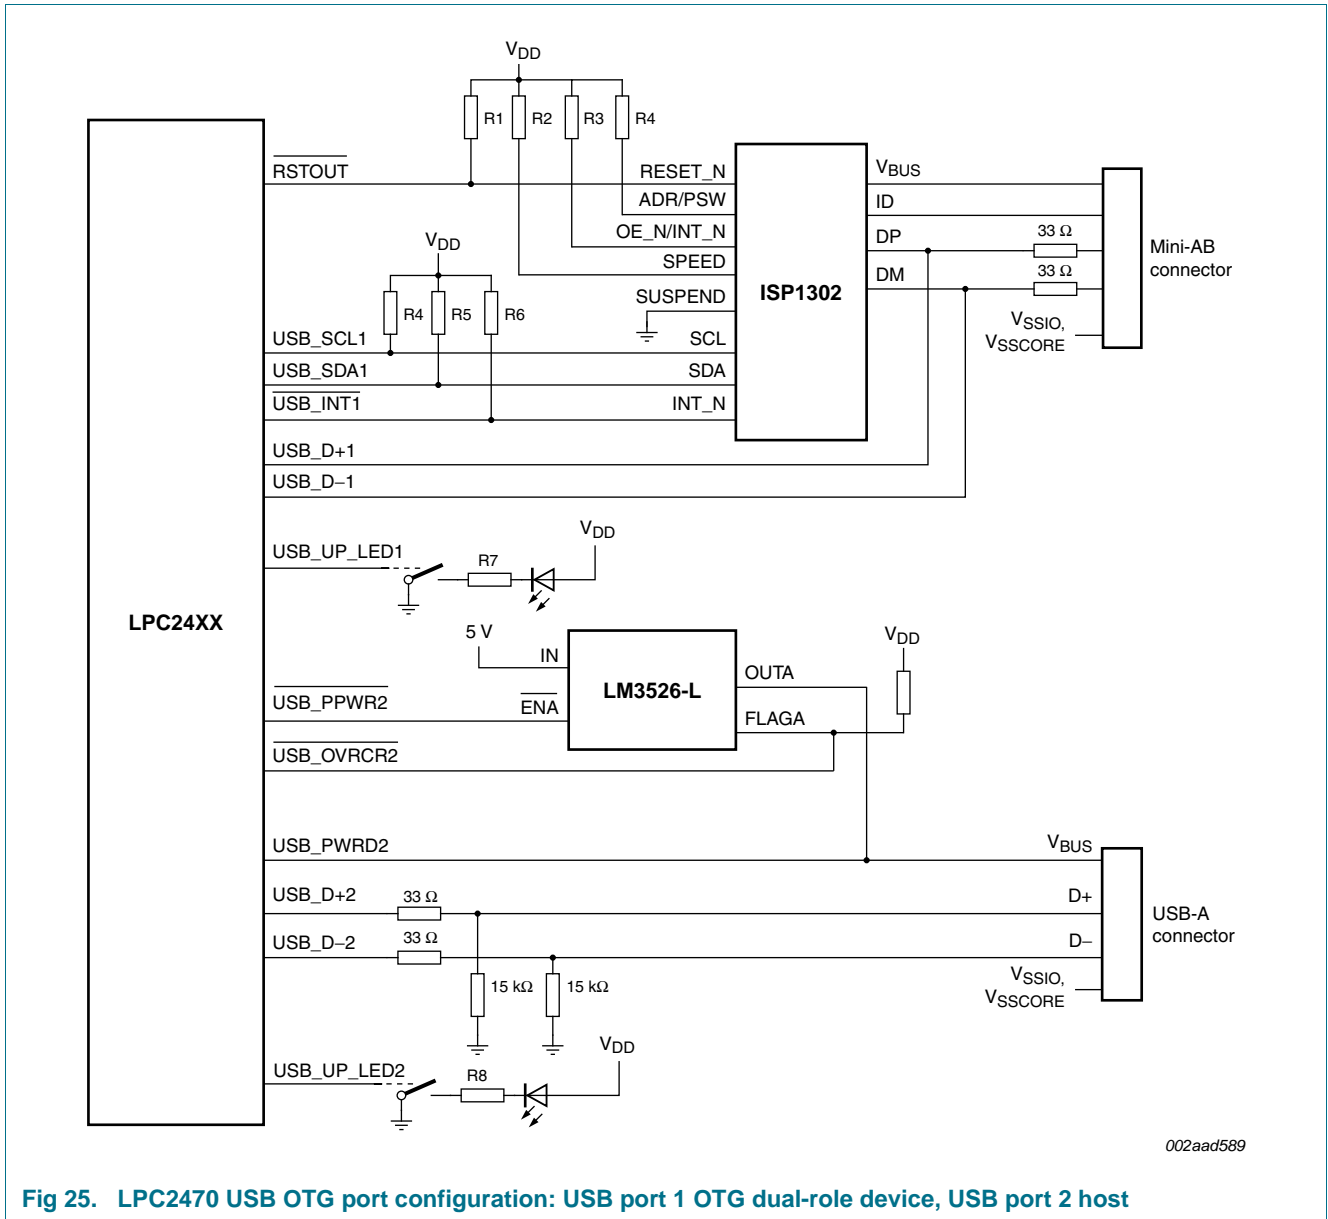 VDD
R1
R2
R3
R4
RSTOUT
RESET_N
ADR/PSW
OE_N/INT_N
SPEED
SUSPEND
ISP1302
VBUS
ID
DP
33 Ω
DM
33 Ω
VSSIO,
VSSCORE
Mini-AB
connector
VDD
R4
R5
R6
USB_SCL1
SCL
USB_SDA1
SDA
USB_INT1
INT_N
USB_D+1
USB_D−1
USB_UP_LED1
R7
VDD
LPC24XX
5 V
IN
LM3526-L
OUTA
VDD
USB_PPWR2
ENA
FLAGA
USB_OVRCR2
USB_PWRD2
VBUS
USB_D+2
33 Ω
D+
USB_D−2
33 Ω
D−
USB-A
connector
15 kΩ
15 kΩ
VSSIO,
VSSCORE
USB_UP_LED2
R8
VDD
002aad589
Fig 25. LPC2470 USB OTG port configuration: USB port 1 OTG dual-role device, USB port 2 host